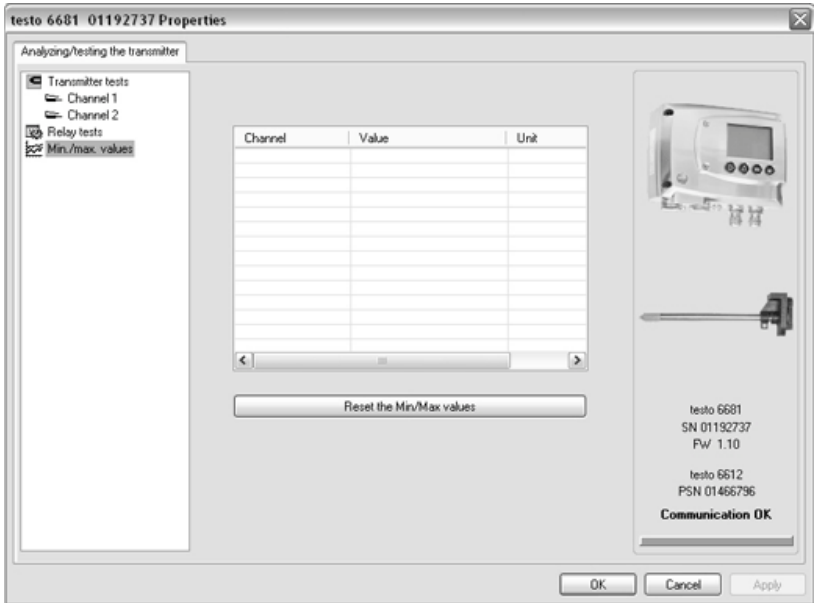 testo 6681 01192737 Properties
Analyzing/testing the transmitter
Transmitter tests
Channel 1
Channel 2
Relay tests
Min./max. values
Channel Value Unit
Reset the Min/Max values
testo 6681
SN 01192737
FW 1.10
testo 6612
PSN 01466796
Communication OK
OK Cancel Apply